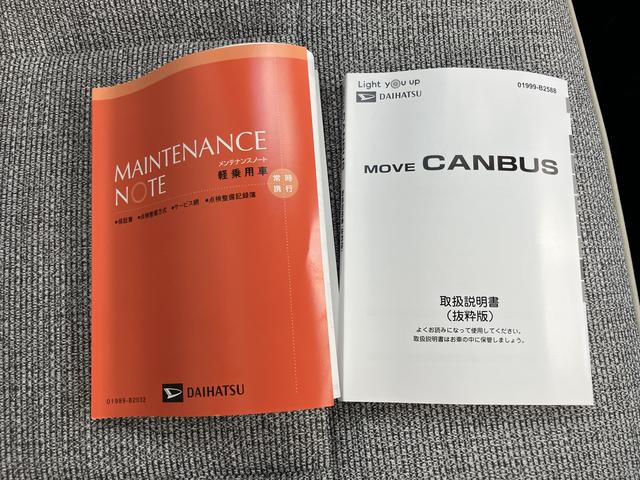 MAINTENANCE
NOTE
メンテナンスノート
軽乗用車
常時
携行
●保証書 ●点検整備方式 ●サービス網 ●点検整備記録簿
01989-B2032
DAIHATSU
Light you up
DAIHATSU
01999-B2588
MOVE CANBUS
取扱説明書
（抜粋版）
よくお読みになって使用してください。
取扱説明書はお車の中に保管しましょう。